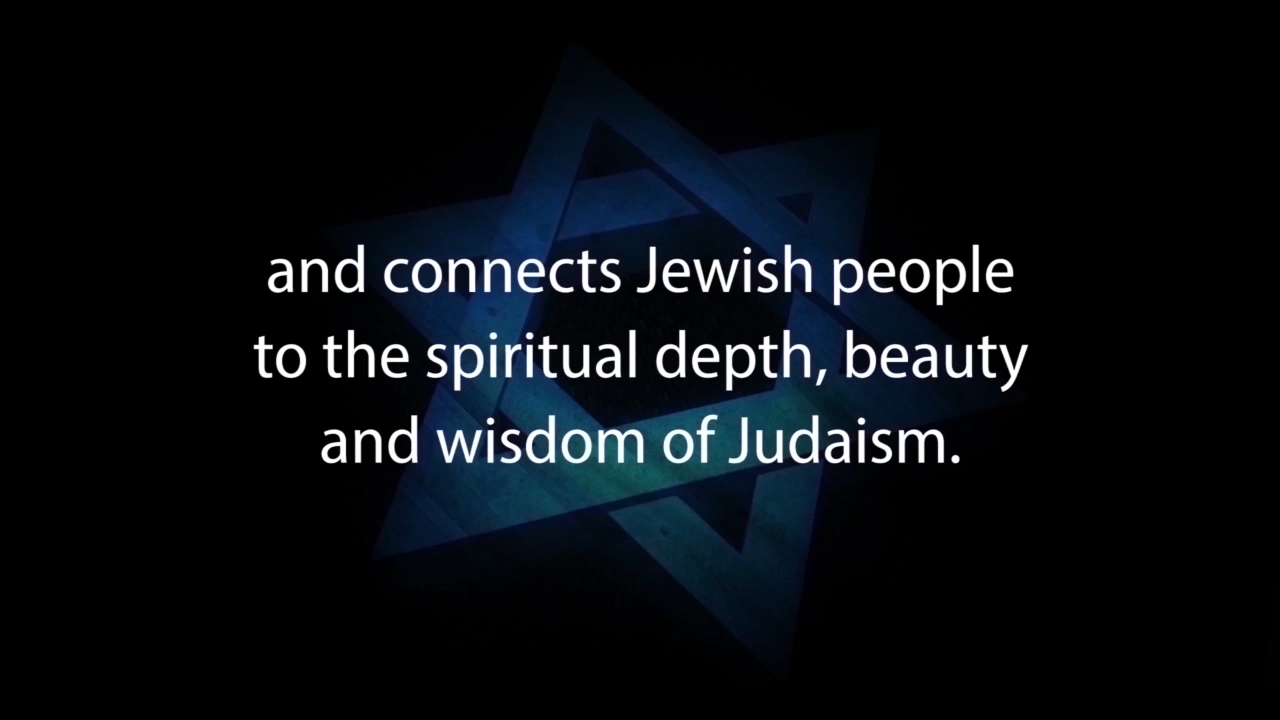 and connects Jewish people
to the spiritual depth, beauty
and wisdom of Judaism.